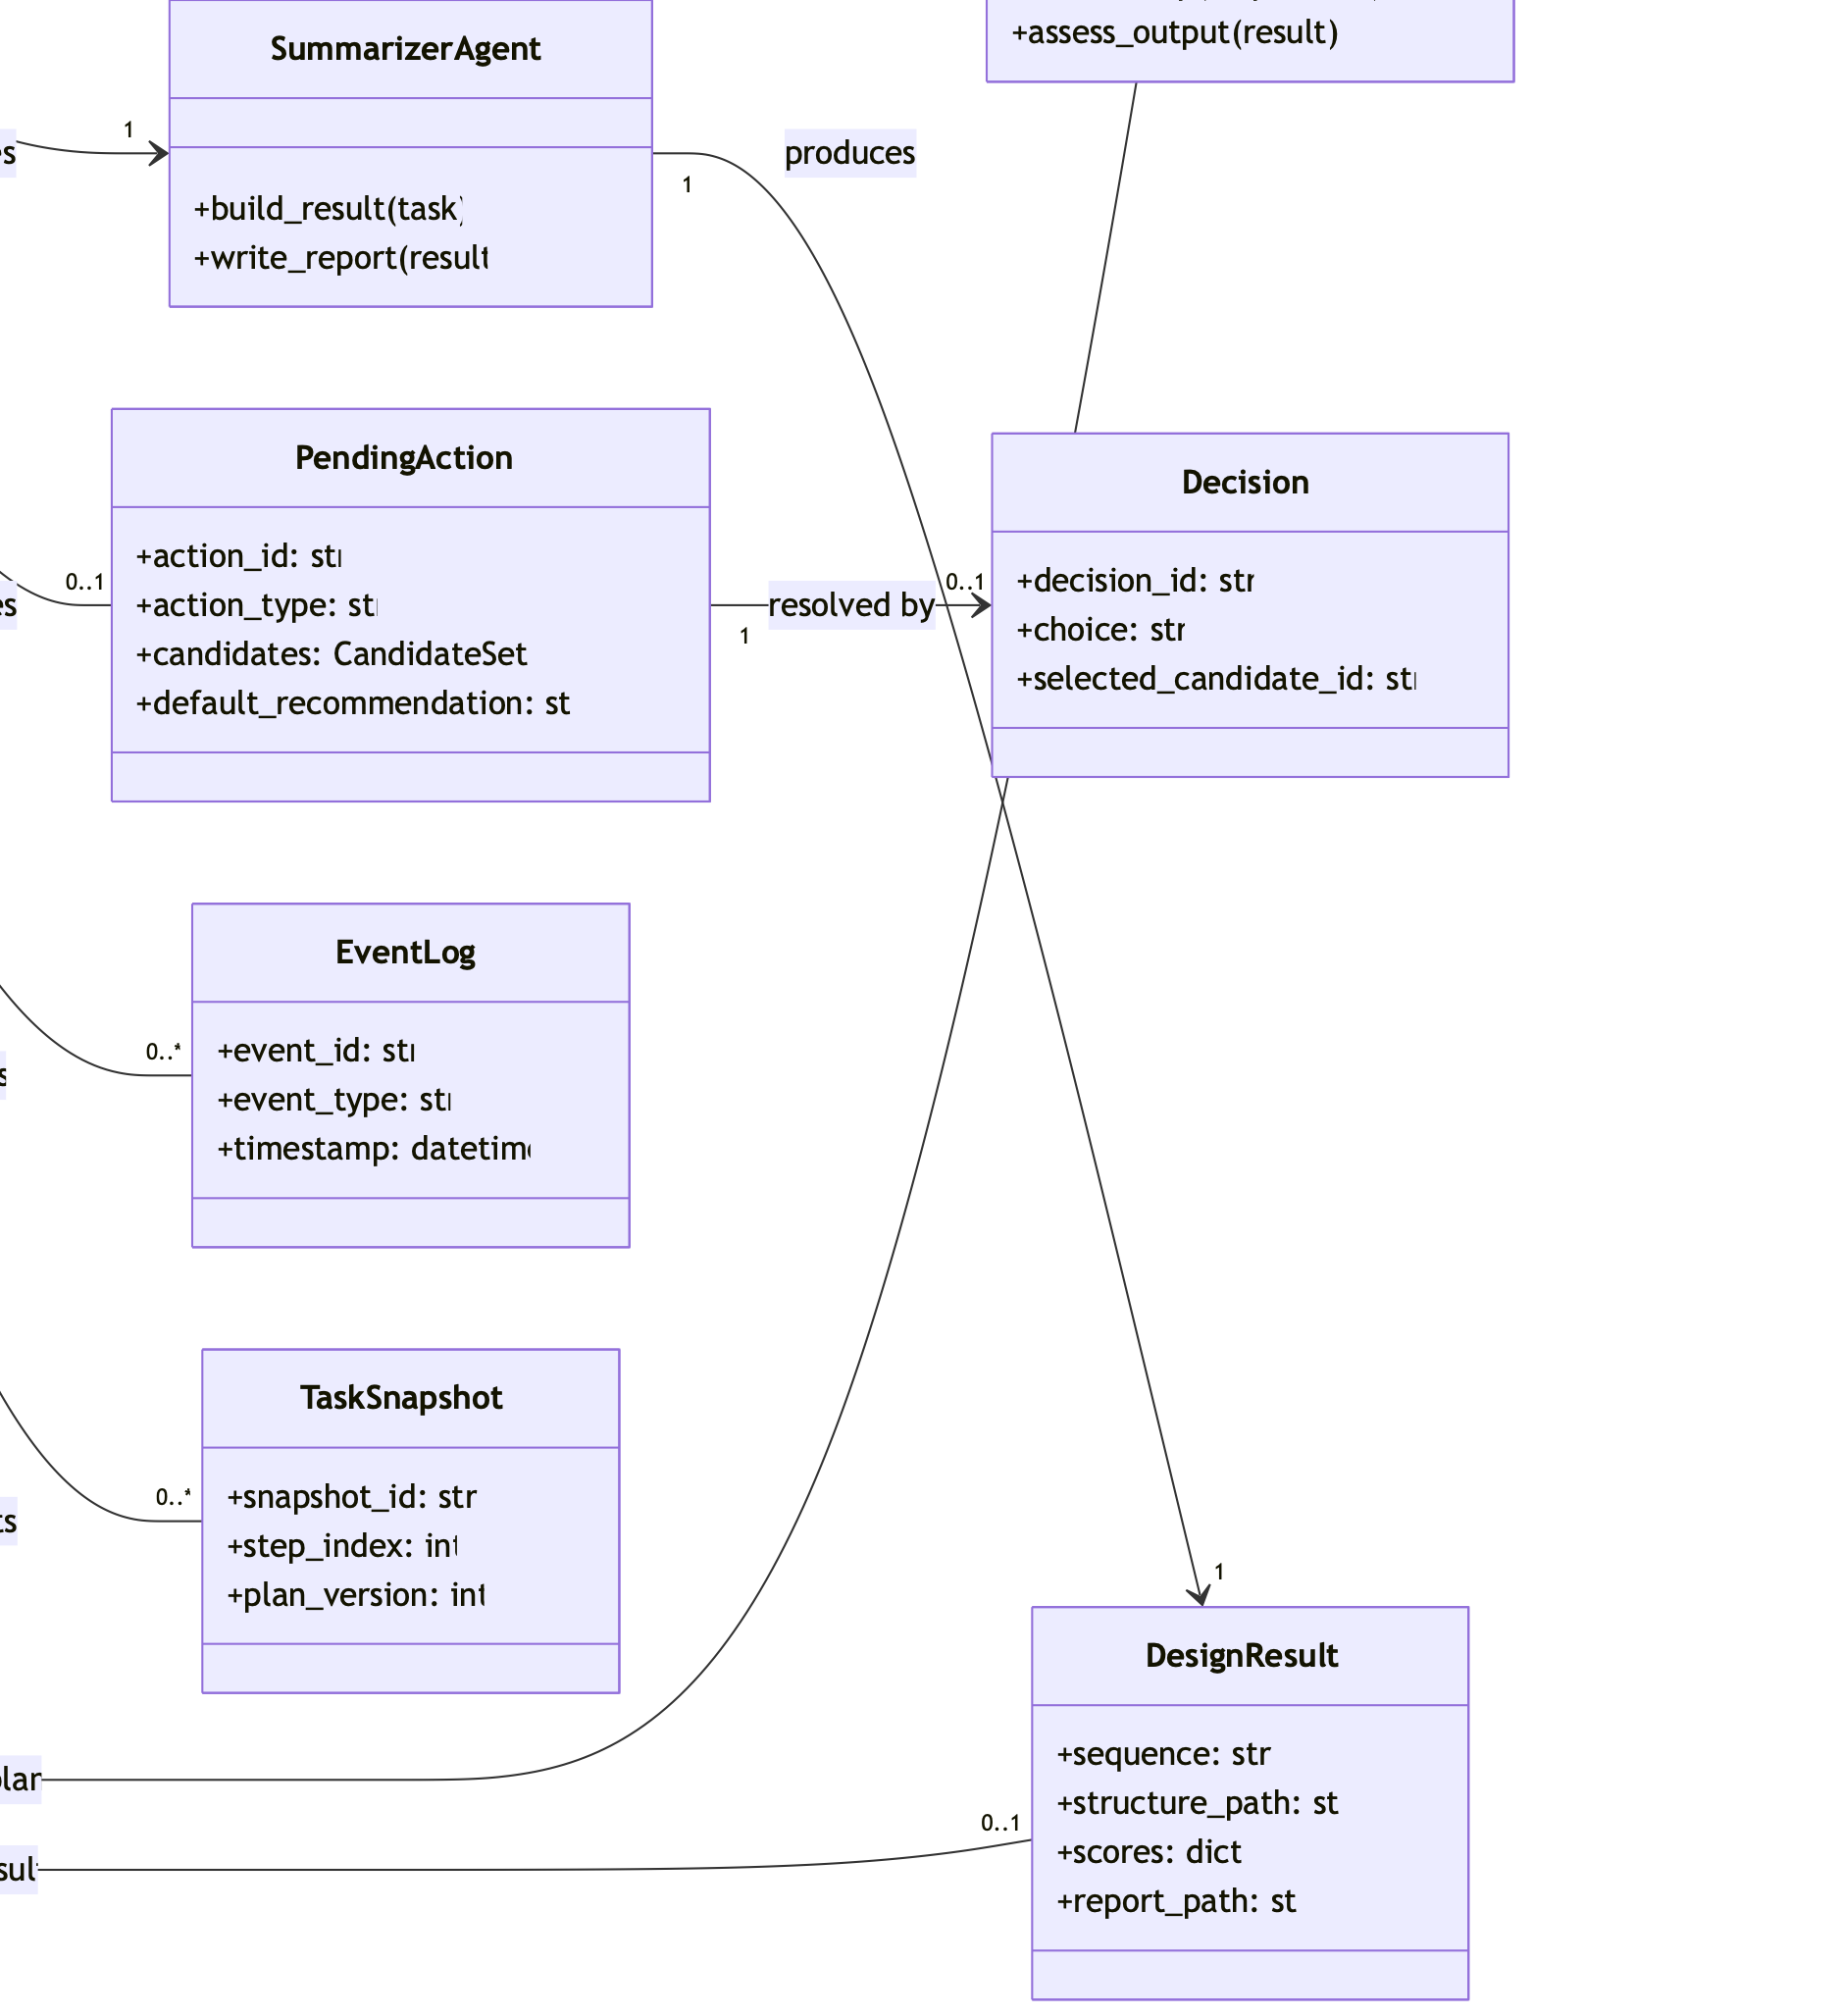 +assess_output(result)
SummarizerAgent
1
produces
1
+build_result(task)
+write_report(result
PendingAction
Decision
+action_id: str
0..1
+action_type: str
+candidates: CandidateSet
+default_recommendation: st
resolved by
1
0..1
+decision_id: str
+choice: str
+selected_candidate_id: str
EventLog
0..*
+event_id: str
+event_type: str
+timestamp: datetime
TaskSnapshot
0..*
+snapshot_id: str
+step_index: int
+plan_version: int
1
DesignResult
+sequence: str
+structure_path: st
0..1
+scores: dict
+report_path: st